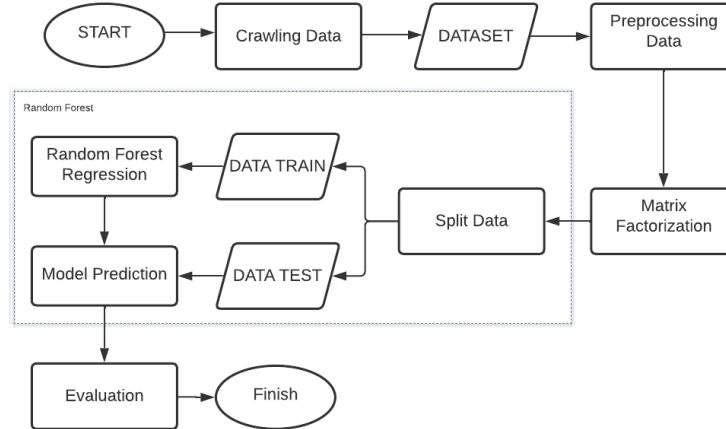 START
Crawling Data
DATASET
Preprocessing
Data
Random Forest
Random Forest
Regression
DATA TRAIN
Split Data
Matrix
Factorization
Model Prediction
DATA TEST
Evaluation
Finish